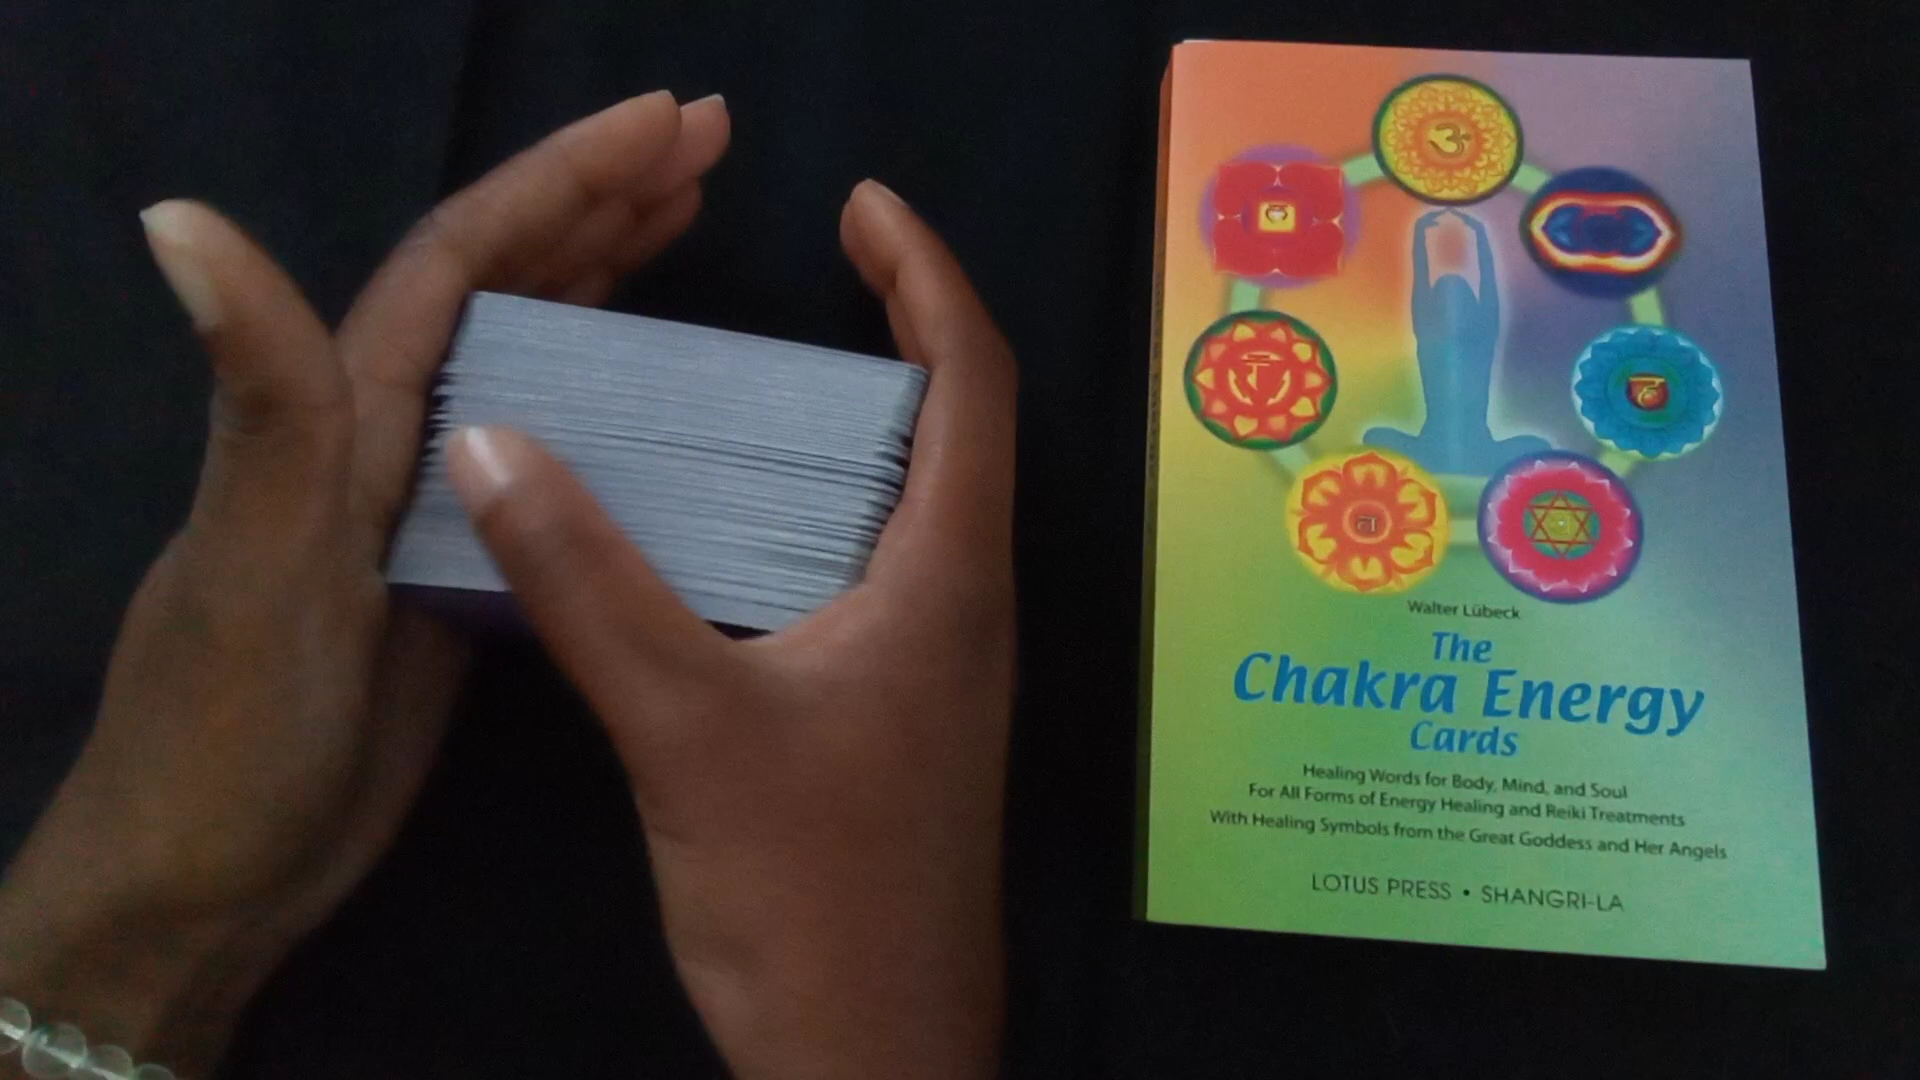 ॐ
Walter Lübeck
The
Chakra Energy
Cards
Healing Words for Body, Mind, and Soul
For All Forms of Energy Healing and Reiki Treatments
With Healing Symbols from the Great Goddess and Her Angels
LOTUS PRESS • SHANGRI-LA